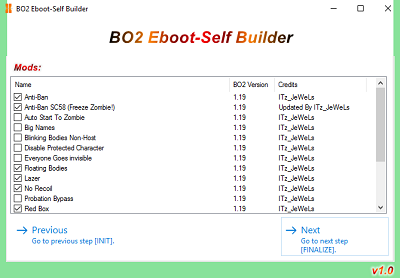 BO2 Eboot-Self Builder
BO2 Eboot-Self Builder
Mods:
Name BO2 Version Credits
Anti-Ban 1.19 ITz_JeWeLs
Anti-Ban SC58 (Freeze Zombie!) 1.19 Updated By ITz_JeWeLs
Auto Start To Zombie 1.19 ITz_JeWeLs
Big Names 1.19 ITz_JeWeLs
Blinking Bodies Non-Host 1.19 ITz_JeWeLs
Disable Protected Character 1.19 ITz_JeWeLs
Everyone Goes invisible 1.19 ITz_JeWeLs
Floating Bodies 1.19 ITz_JeWeLs
Lazer 1.19 ITz_JeWeLs
No Recoil 1.19 ITz_JeWeLs
Probation Bypass 1.19 ITz_JeWeLs
Red Box 1.19 ITz_JeWeLs
Previous
Go to previous step [INIT].
Next
Go to next step
[FINALIZE].
v1.0